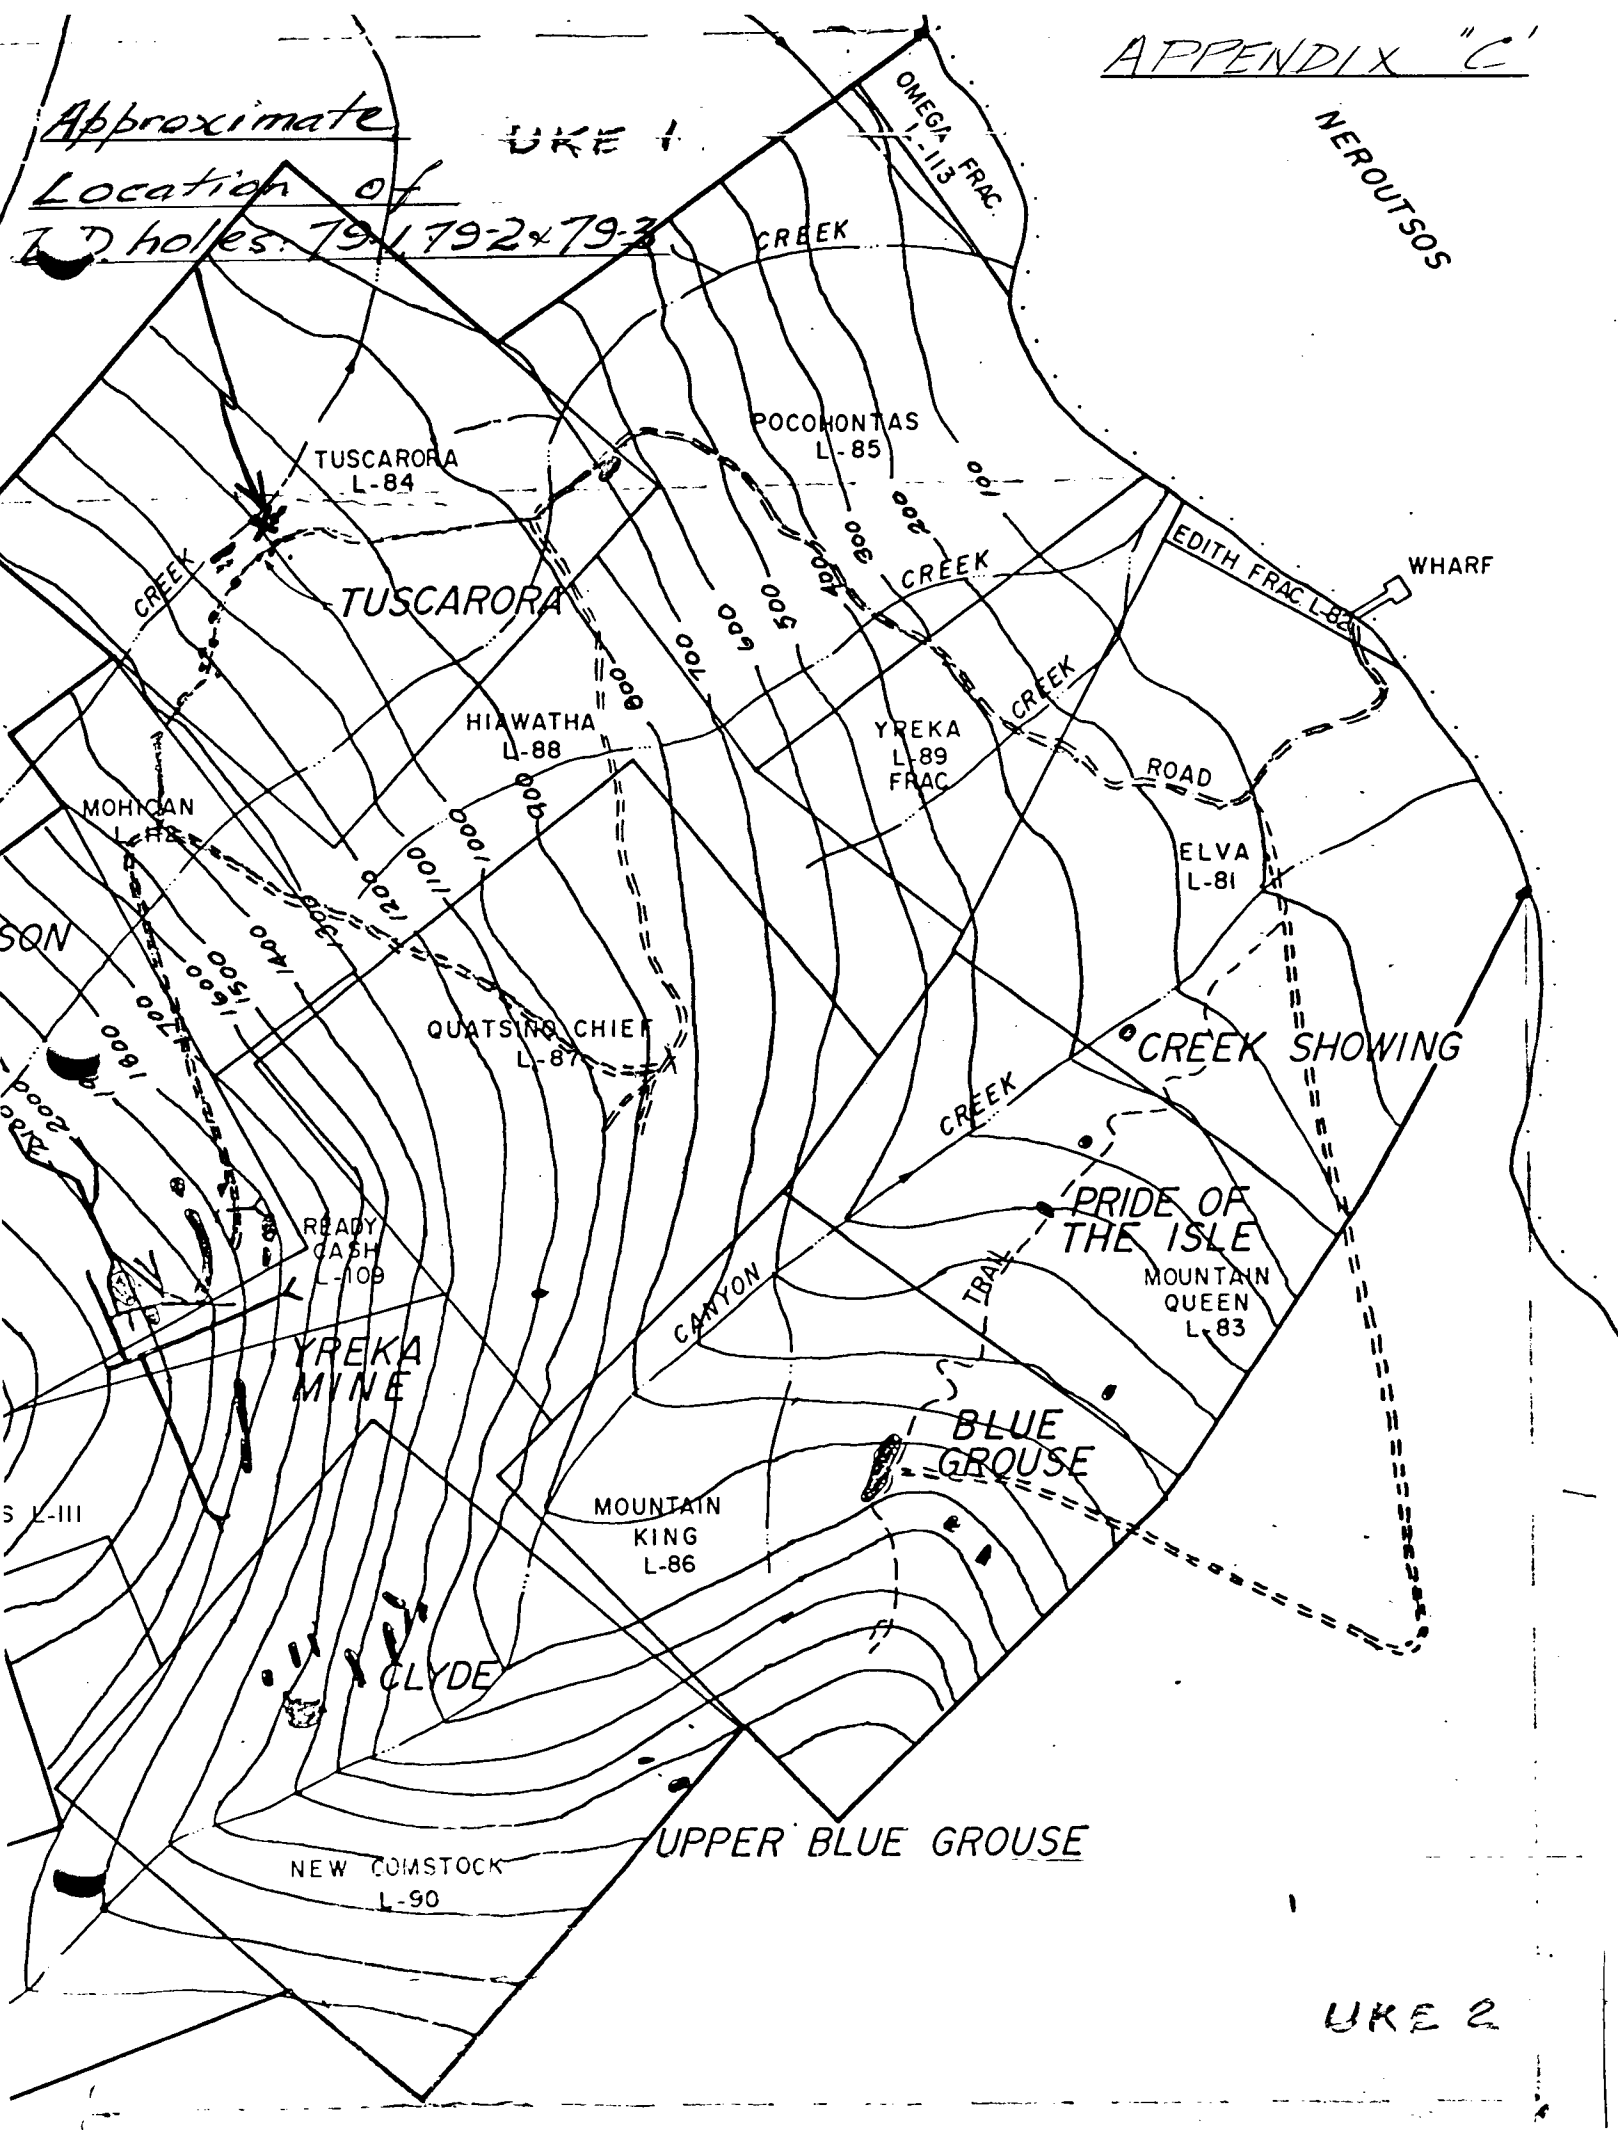 APPENDIX "C"
Approximate
Location of
D holes: 79-1, 79-2 & 79-3
UKE 1
OMEGA FRAC.
L-113
NEROUTSOS
CREEK
POCOHONTAS
L-85
TUSCARORA
L-84
100
200
300
400
500
600
700
800
900
1000
1100
1200
1300
1400
1500
1600
700
1800
2000
CREEK
CREEK
EDITH FRAC. L-82
WHARF
TUSCARORA
CREEK
HIAWATHA
L-88
YREKA
L-89
FRAC
ROAD
MOHICAN
L-112
ELVA
L-81
SON
QUATSINO CHIEF
L-87
CREEK SHOWING
CREEK
PRIDE OF
THE ISLE
READY
CASH
L-109
CANYON
TRAIL
MOUNTAIN
QUEEN
L-83
YREKA
MINE
BLUE
GROUSE
S L-111
MOUNTAIN
KING
L-86
CLYDE
UPPER BLUE GROUSE
NEW COMSTOCK
L-90
UKE 2